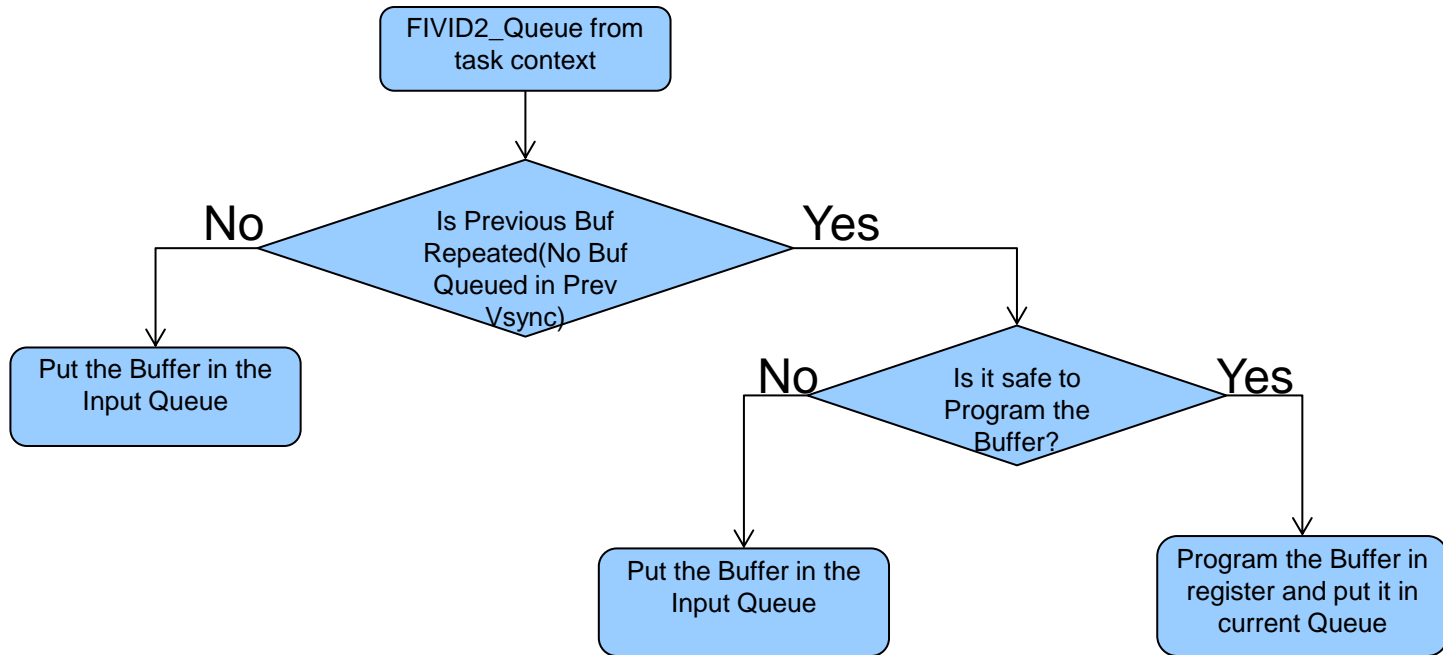 FIVID2_Queue from
task context
No
Yes
Is Previous Buf
Repeated(No Buf
Queued in Prev
Vsync)
Put the Buffer in the
Input Queue
No
Yes
Is it safe to
Program the
Buffer?
Put the Buffer in the
Input Queue
Program the Buffer in
register and put it in
current Queue